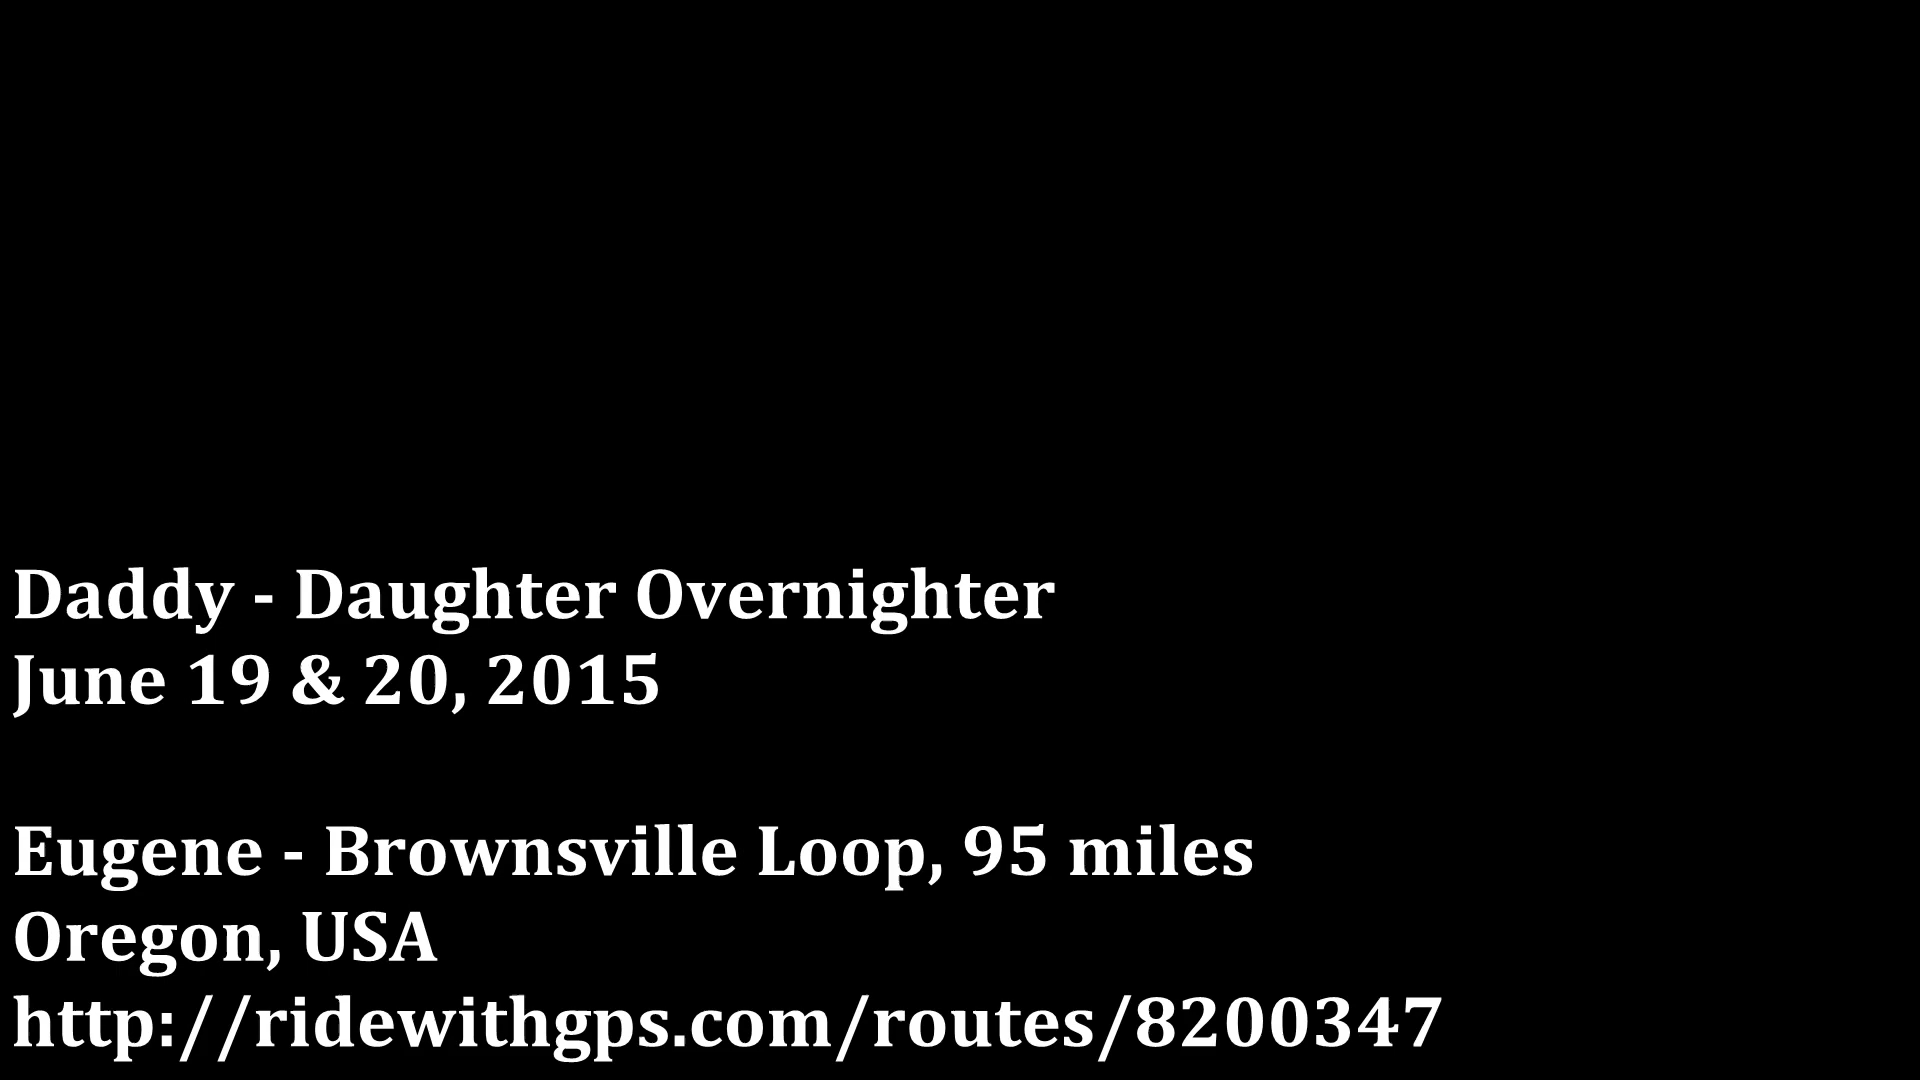 Daddy - Daughter Overnighter
June 19 & 20, 2015
Eugene - Brownsville Loop, 95 miles
Oregon, USA
http://ridewithgps.com/routes/8200347